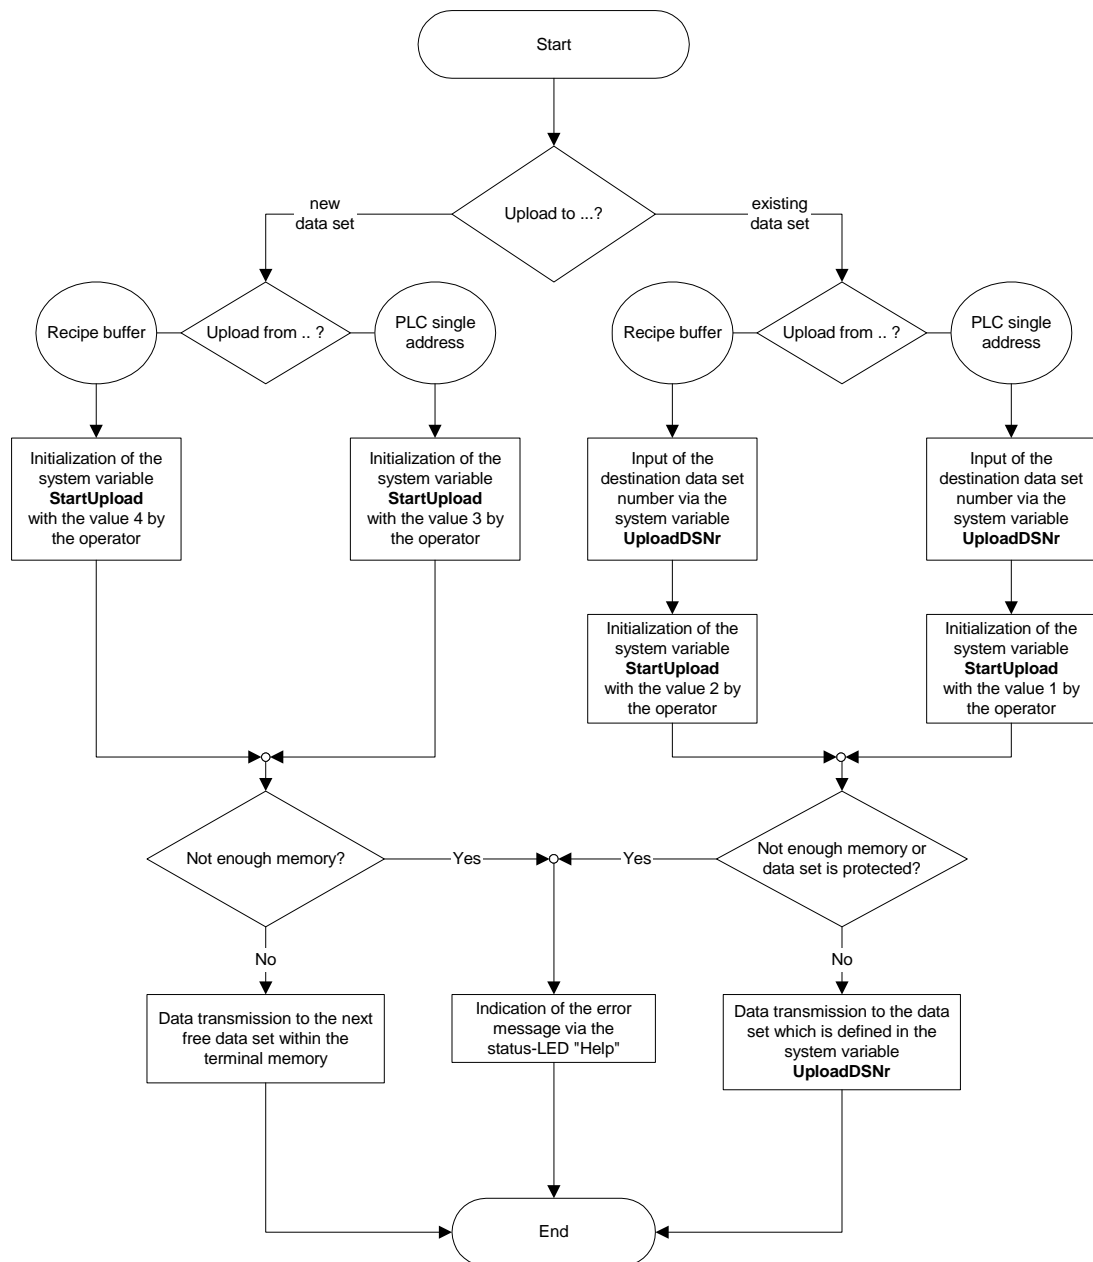 Start
Upload to ...?
new
data set
existing
data set
Recipe buffer
Upload from .. ?
PLC single
address
Recipe buffer
Upload from .. ?
PLC single
address
Initialization of the
system variable
StartUpload
with the value 4 by
the operator
Initialization of the
system variable
StartUpload
with the value 3 by
the operator
Input of the
destination data set
number via the
system variable
UploadDSNr
Input of the
destination data set
number via the
system variable
UploadDSNr
Initialization of the
system variable
StartUpload
with the value 2 by
the operator
Initialization of the
system variable
StartUpload
with the value 1 by
the operator
Not enough memory?
Yes
Yes
Not enough memory or
data set is protected?
No
No
Data transmission to the next
free data set within the
terminal memory
Indication of the error
message via the
status-LED "Help"
Data transmission to the data
set which is defined in the
system variable
UploadDSNr
End